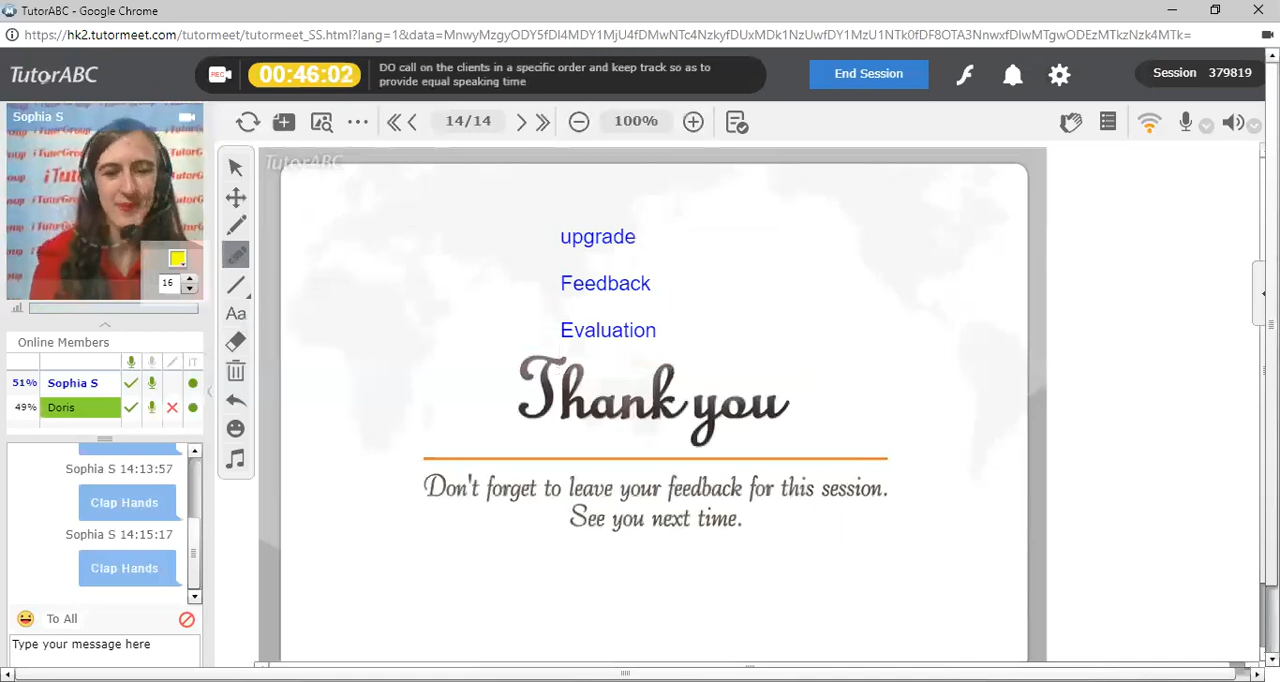 TutorABC - Google Chrome
https://hk2.tutormeet.com/tutormeet/tutormeet_SS.html?lang=1&data=
TutorABC
REC
00:46:02
DO call on the clients in a specific order and keep track so as to
provide equal speaking time
End Session
Session 379819
Sophia S
14/14
100%
TutorABC
16
Online Members
iT
51% Sophia S
49% Doris
Sophia S 14:13:57
Clap Hands
Sophia S 14:15:17
Clap Hands
To All
Type your message here
Aa
upgrade
Feedback
Evaluation
Thank you
Don't forget to leave your feedback for this session.
See you next time.